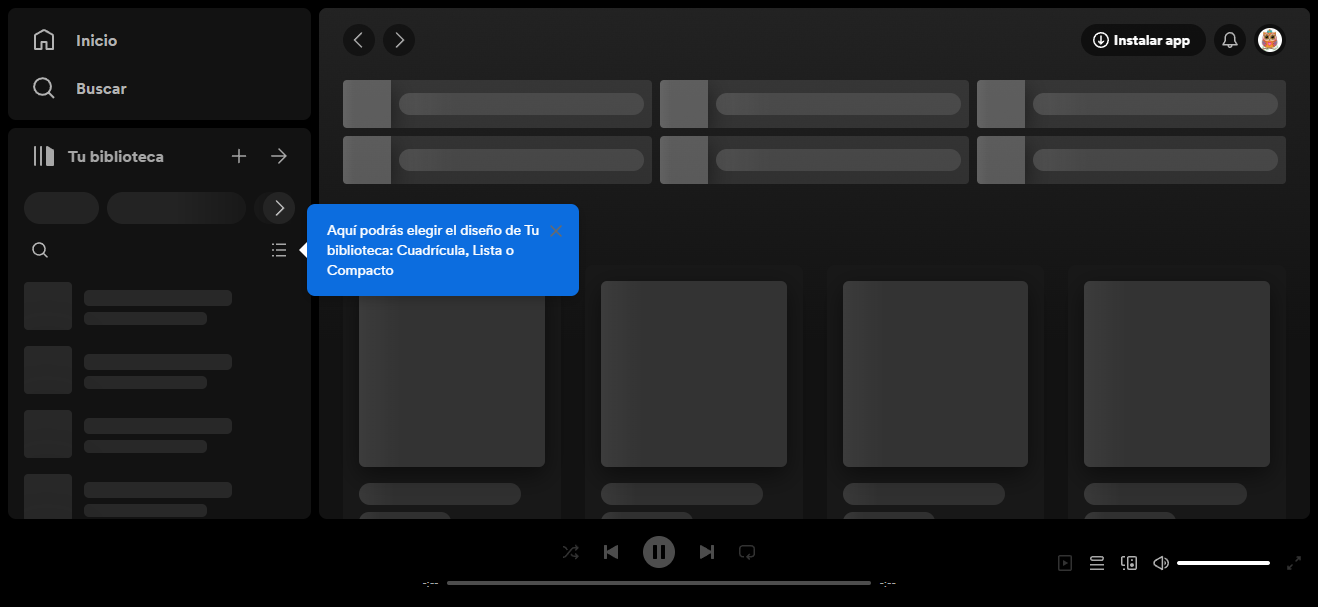 Inicio
Buscar
Tu biblioteca
Instalar app
Aquí podrás elegir el diseño de Tu
biblioteca: Cuadrícula, Lista o
Compacto
-:--
-:--